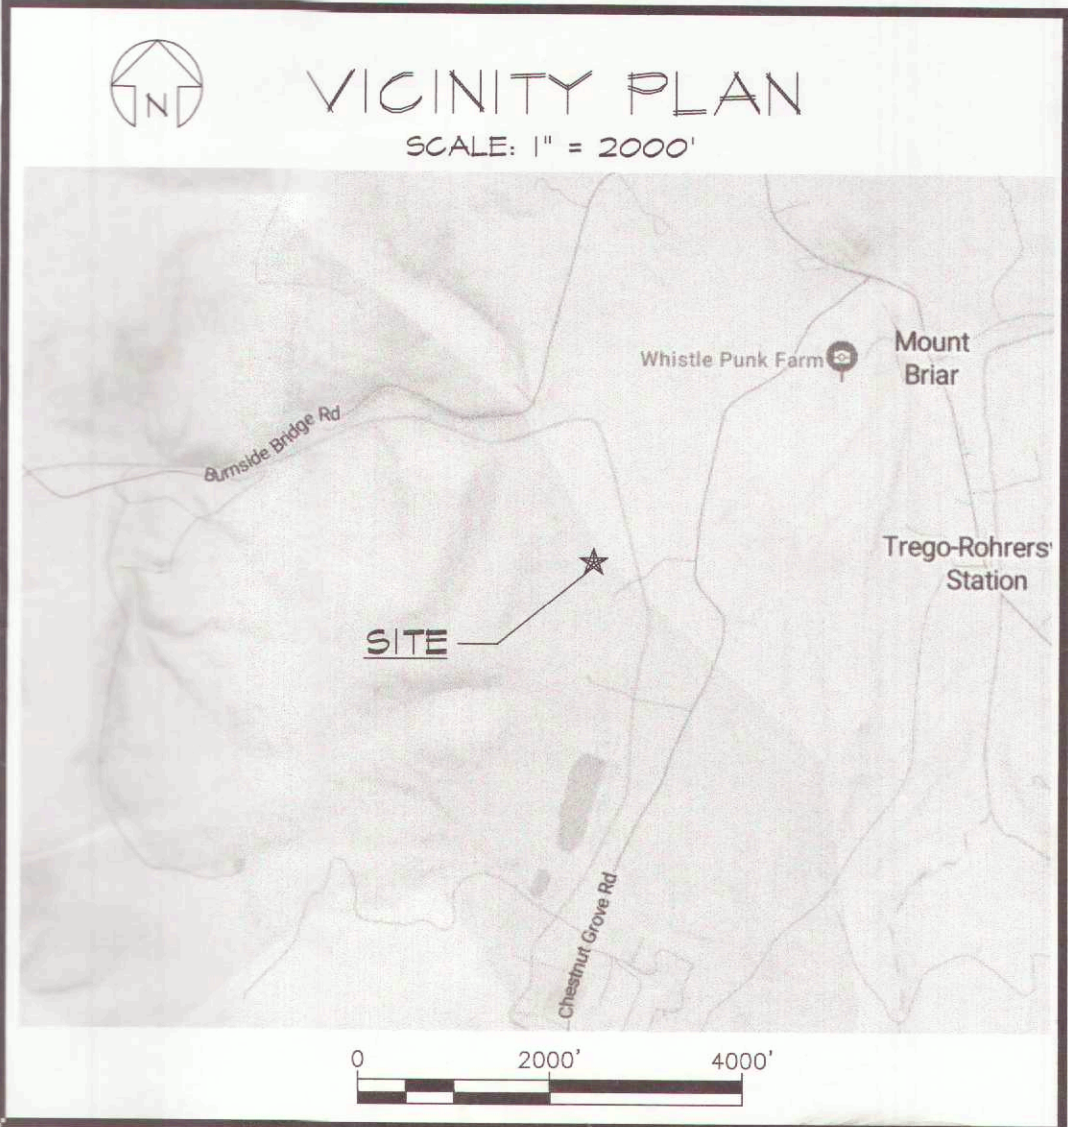 N
VICINITY PLAN
SCALE: 1" = 2000'
Whistle Punk Farm
Mount
Briar
Burnside Bridge Rd
Trego-Rohrers
Station
SITE
Chestnut Grove Rd
0 2000' 4000'